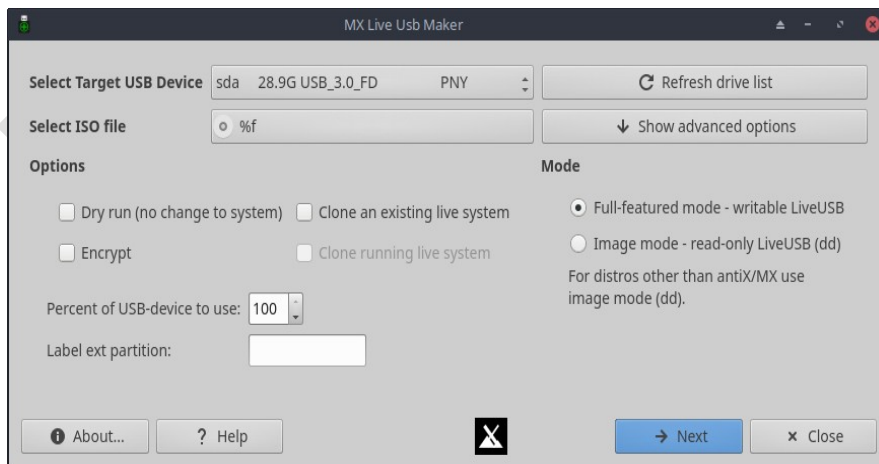 MX Live Usb Maker
Select Target USB Device sda 28.9G USB_3.0_FD PNY Refresh drive list
Select ISO file %f Show advanced options
Options Mode
Dry run (no change to system) Clone an existing live system Full-featured mode - writable LiveUSB
Encrypt Clone running live system Image mode - read-only LiveUSB (dd)
For distros other than antiX/MX use
image mode (dd).
Percent of USB-device to use: 100
Label ext partition:
About... ? Help Next Close